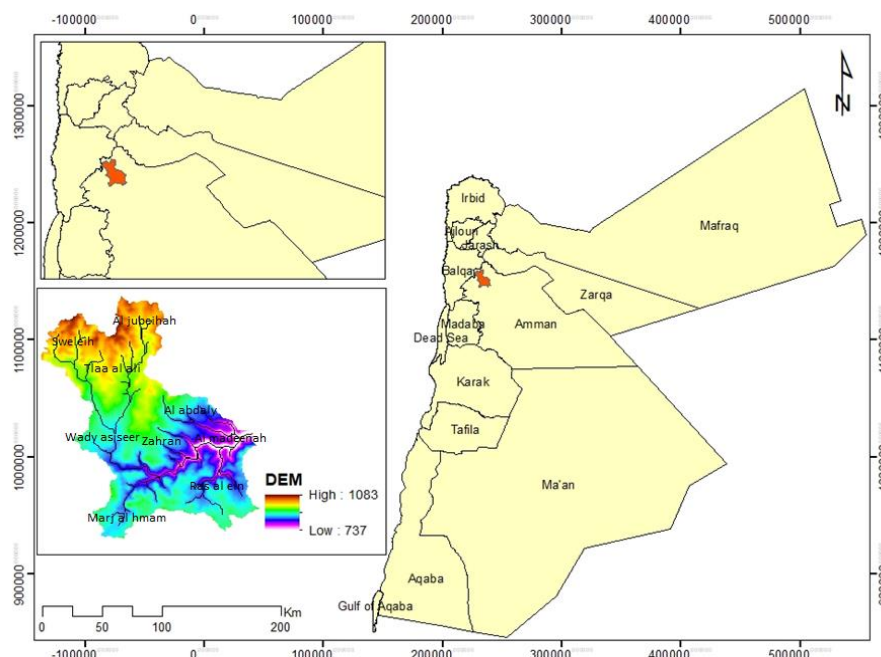 -100000 0 100000 200000 300000 400000 500000
1300000
1200000
1100000
1000000
900000
Irbid
Ajloun
Jarash
Mafraq
Balqa
Zarqa
Madaba
Amman
Dead Sea
Karak
Tafila
Ma'an
Aqaba
Gulf of Aqaba
Al jubeihah
Sweleih
Tlaa al ali
Al abdaly
Wady as seer
Zahran
Al madeenah
Ras al ein
Marj al hmam
DEM
High : 1083
Low : 737
0 50 100 200
Km
N
-100000 0 100000 200000 300000 400000 500000